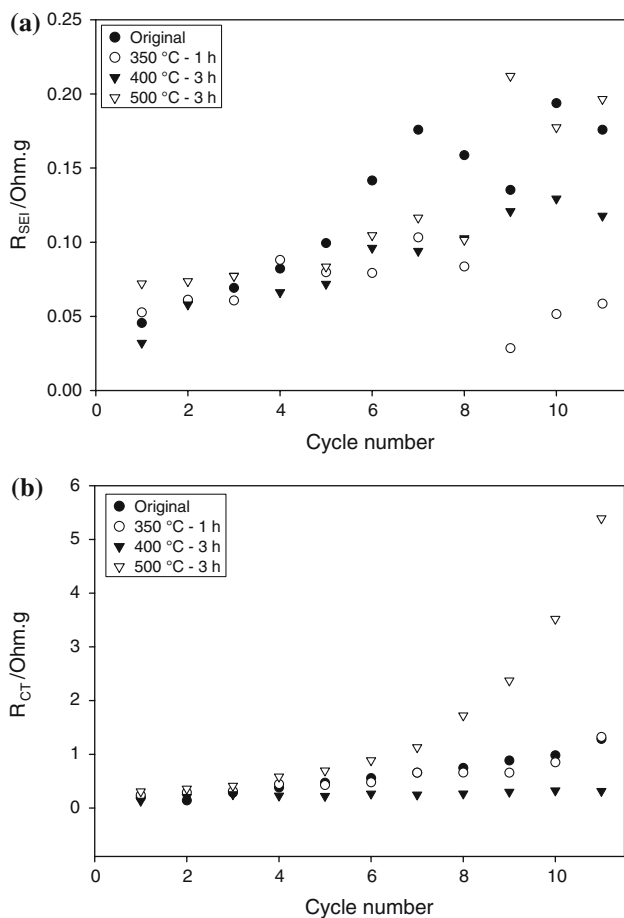 (a)
0.25
0.20
0.15
0.10
0.05
0.00
R_SEI/Ohm.g
Original
350 °C - 1 h
400 °C - 3 h
500 °C - 3 h
0 2 4 6 8 10
Cycle number
(b)
6
5
4
3
2
1
0
R_CT/Ohm.g
Original
350 °C - 1 h
400 °C - 3 h
500 °C - 3 h
0 2 4 6 8 10
Cycle number